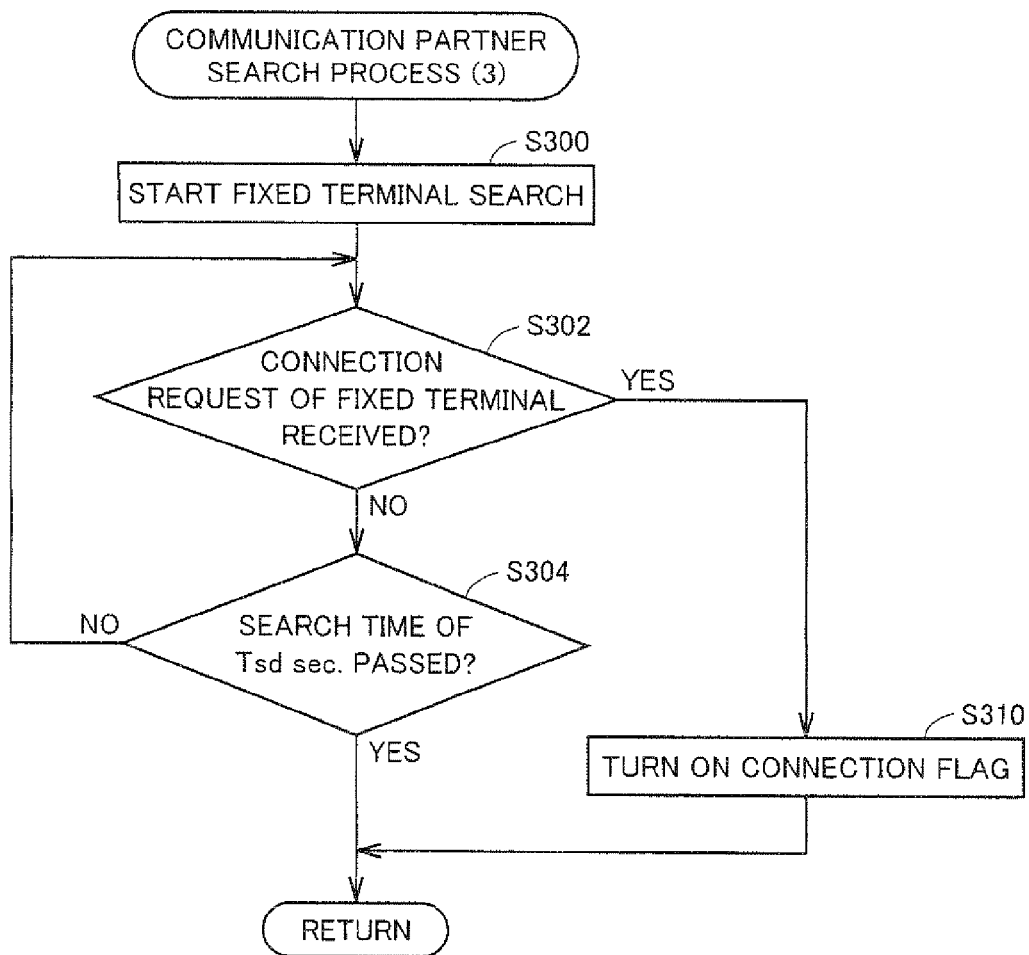 COMMUNICATION PARTNER
SEARCH PROCESS (3)
S300
START FIXED TERMINAL SEARCH
S302
CONNECTION
REQUEST OF FIXED TERMINAL
RECEIVED?
YES
NO
S304
NO
SEARCH TIME OF
Tsd sec. PASSED?
YES
S310
TURN ON CONNECTION FLAG
RETURN